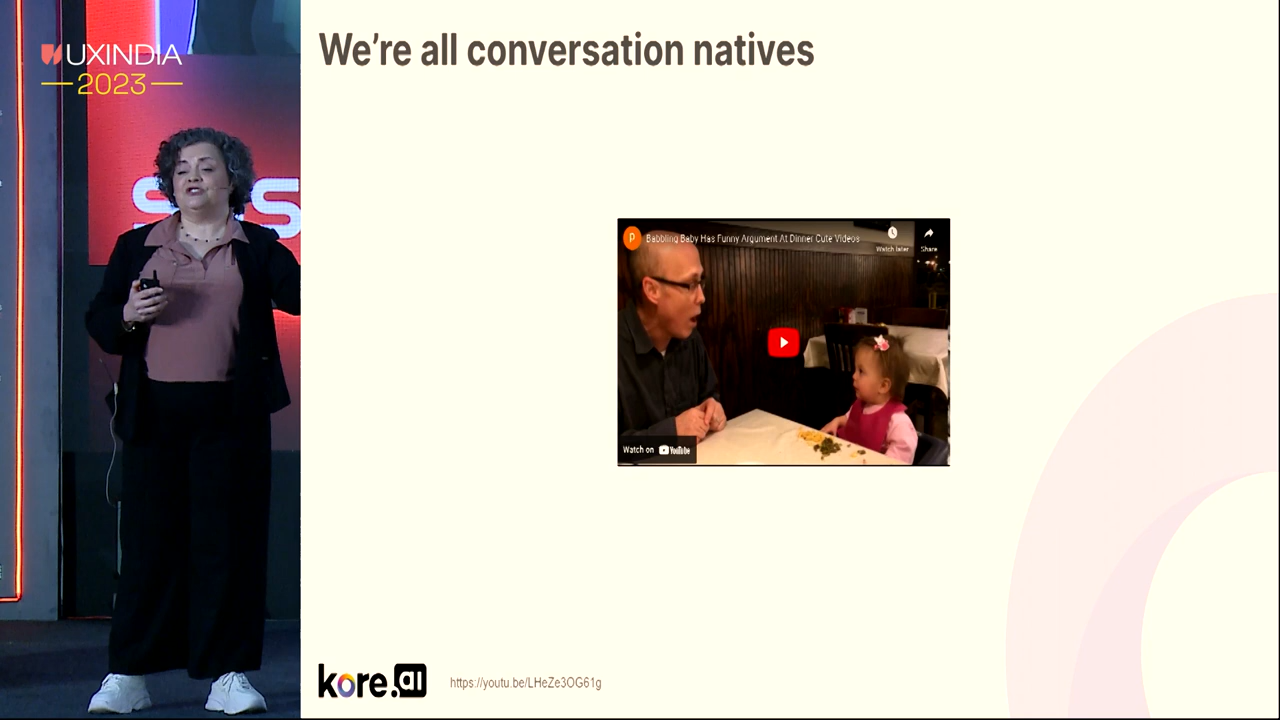 UXINDIA
2023
We're all conversation natives
P
Babbling Baby Has Funny Argument At Dinner Cute Videos
Watch later
Share
Watch on YouTube
kore.ai
https://youtu.be/LHeZe3OG61g